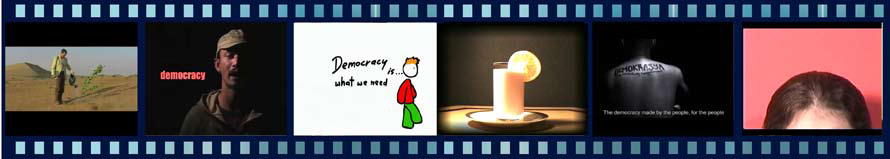 democracy
Democracy
is...
what we need
DEMOKRASYA
The democracy made by the people, for the people